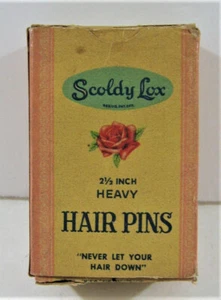 Scoldy Lox
2½ INCH
HEAVY
HAIR PINS
"NEVER LET YOUR
HAIR DOWN"